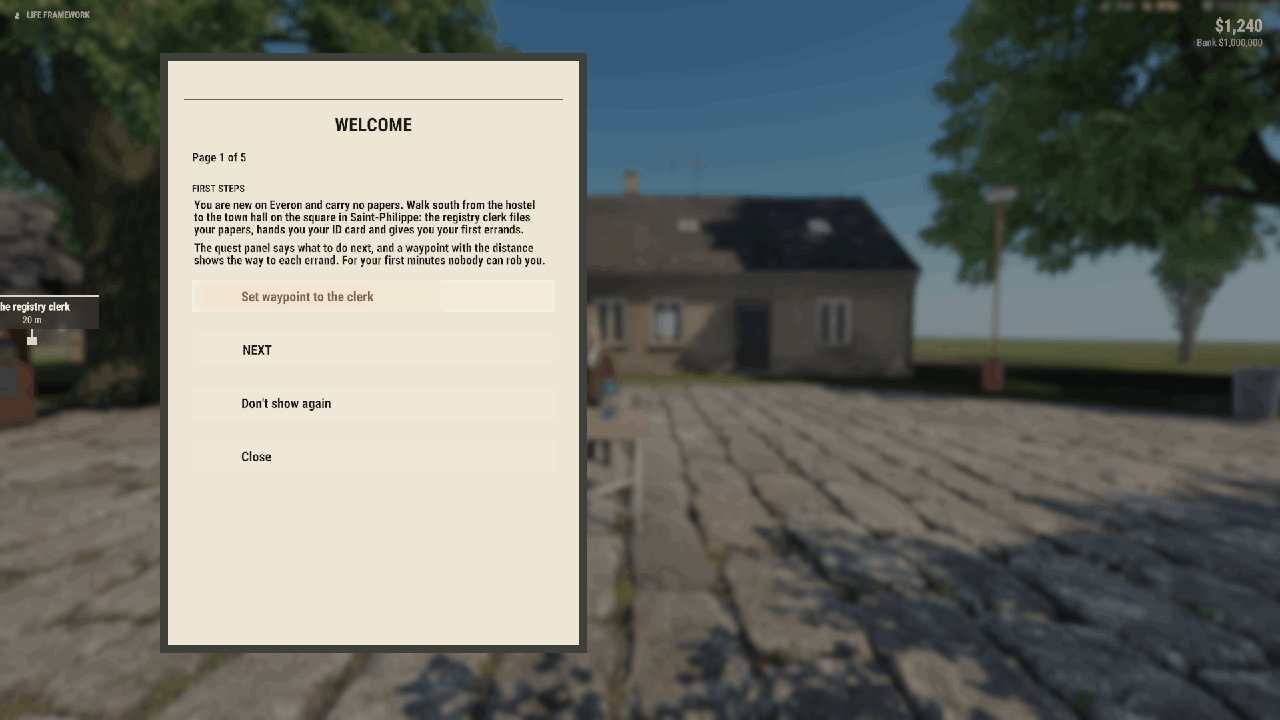 LIFE FRAMEWORK
$1,240
Bank $1,000,000
WELCOME
Page 1 of 5
FIRST STEPS
You are new on Everon and carry no papers. Walk south from the hostel
to the town hall on the square in Saint-Philippe: the registry clerk files
your papers, hands you your ID card and gives you your first errands.
The quest panel says what to do next, and a waypoint with the distance
shows the way to each errand. For your first minutes nobody can rob you.
Set waypoint to the clerk
he registry clerk
20 m
NEXT
Don't show again
Close